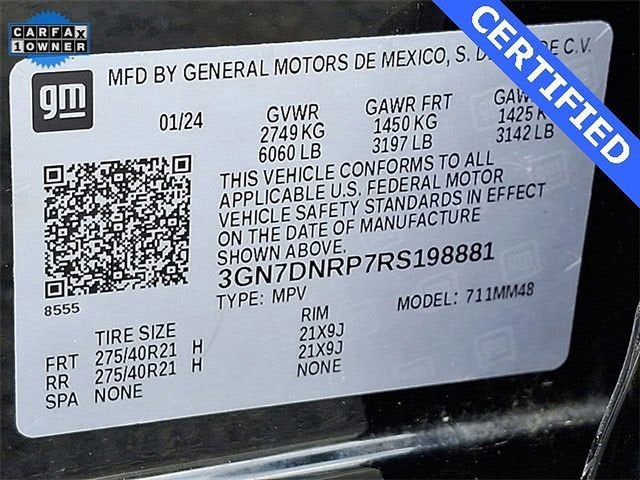 CARFAX
1 OWNER
CERTIFIED
gm
MFD BY GENERAL MOTORS DE MEXICO, S. DE C.V.
01/24
GVWR
2749 KG
6060 LB
GAWR FRT
1450 KG
3197 LB
1425 K
3142 LB
THIS VEHICLE CONFORMS TO ALL
APPLICABLE U.S. FEDERAL MOTOR
VEHICLE SAFETY STANDARDS IN EFFECT
ON THE DATE OF MANUFACTURE
SHOWN ABOVE.
3GN7DNRP7RS198881
TYPE: MPV
MODEL: 711MM48
8555
TIRE SIZE
RIM
FRT 275/40R21 H 21X9J
RR 275/40R21 H 21X9J
SPA NONE NONE